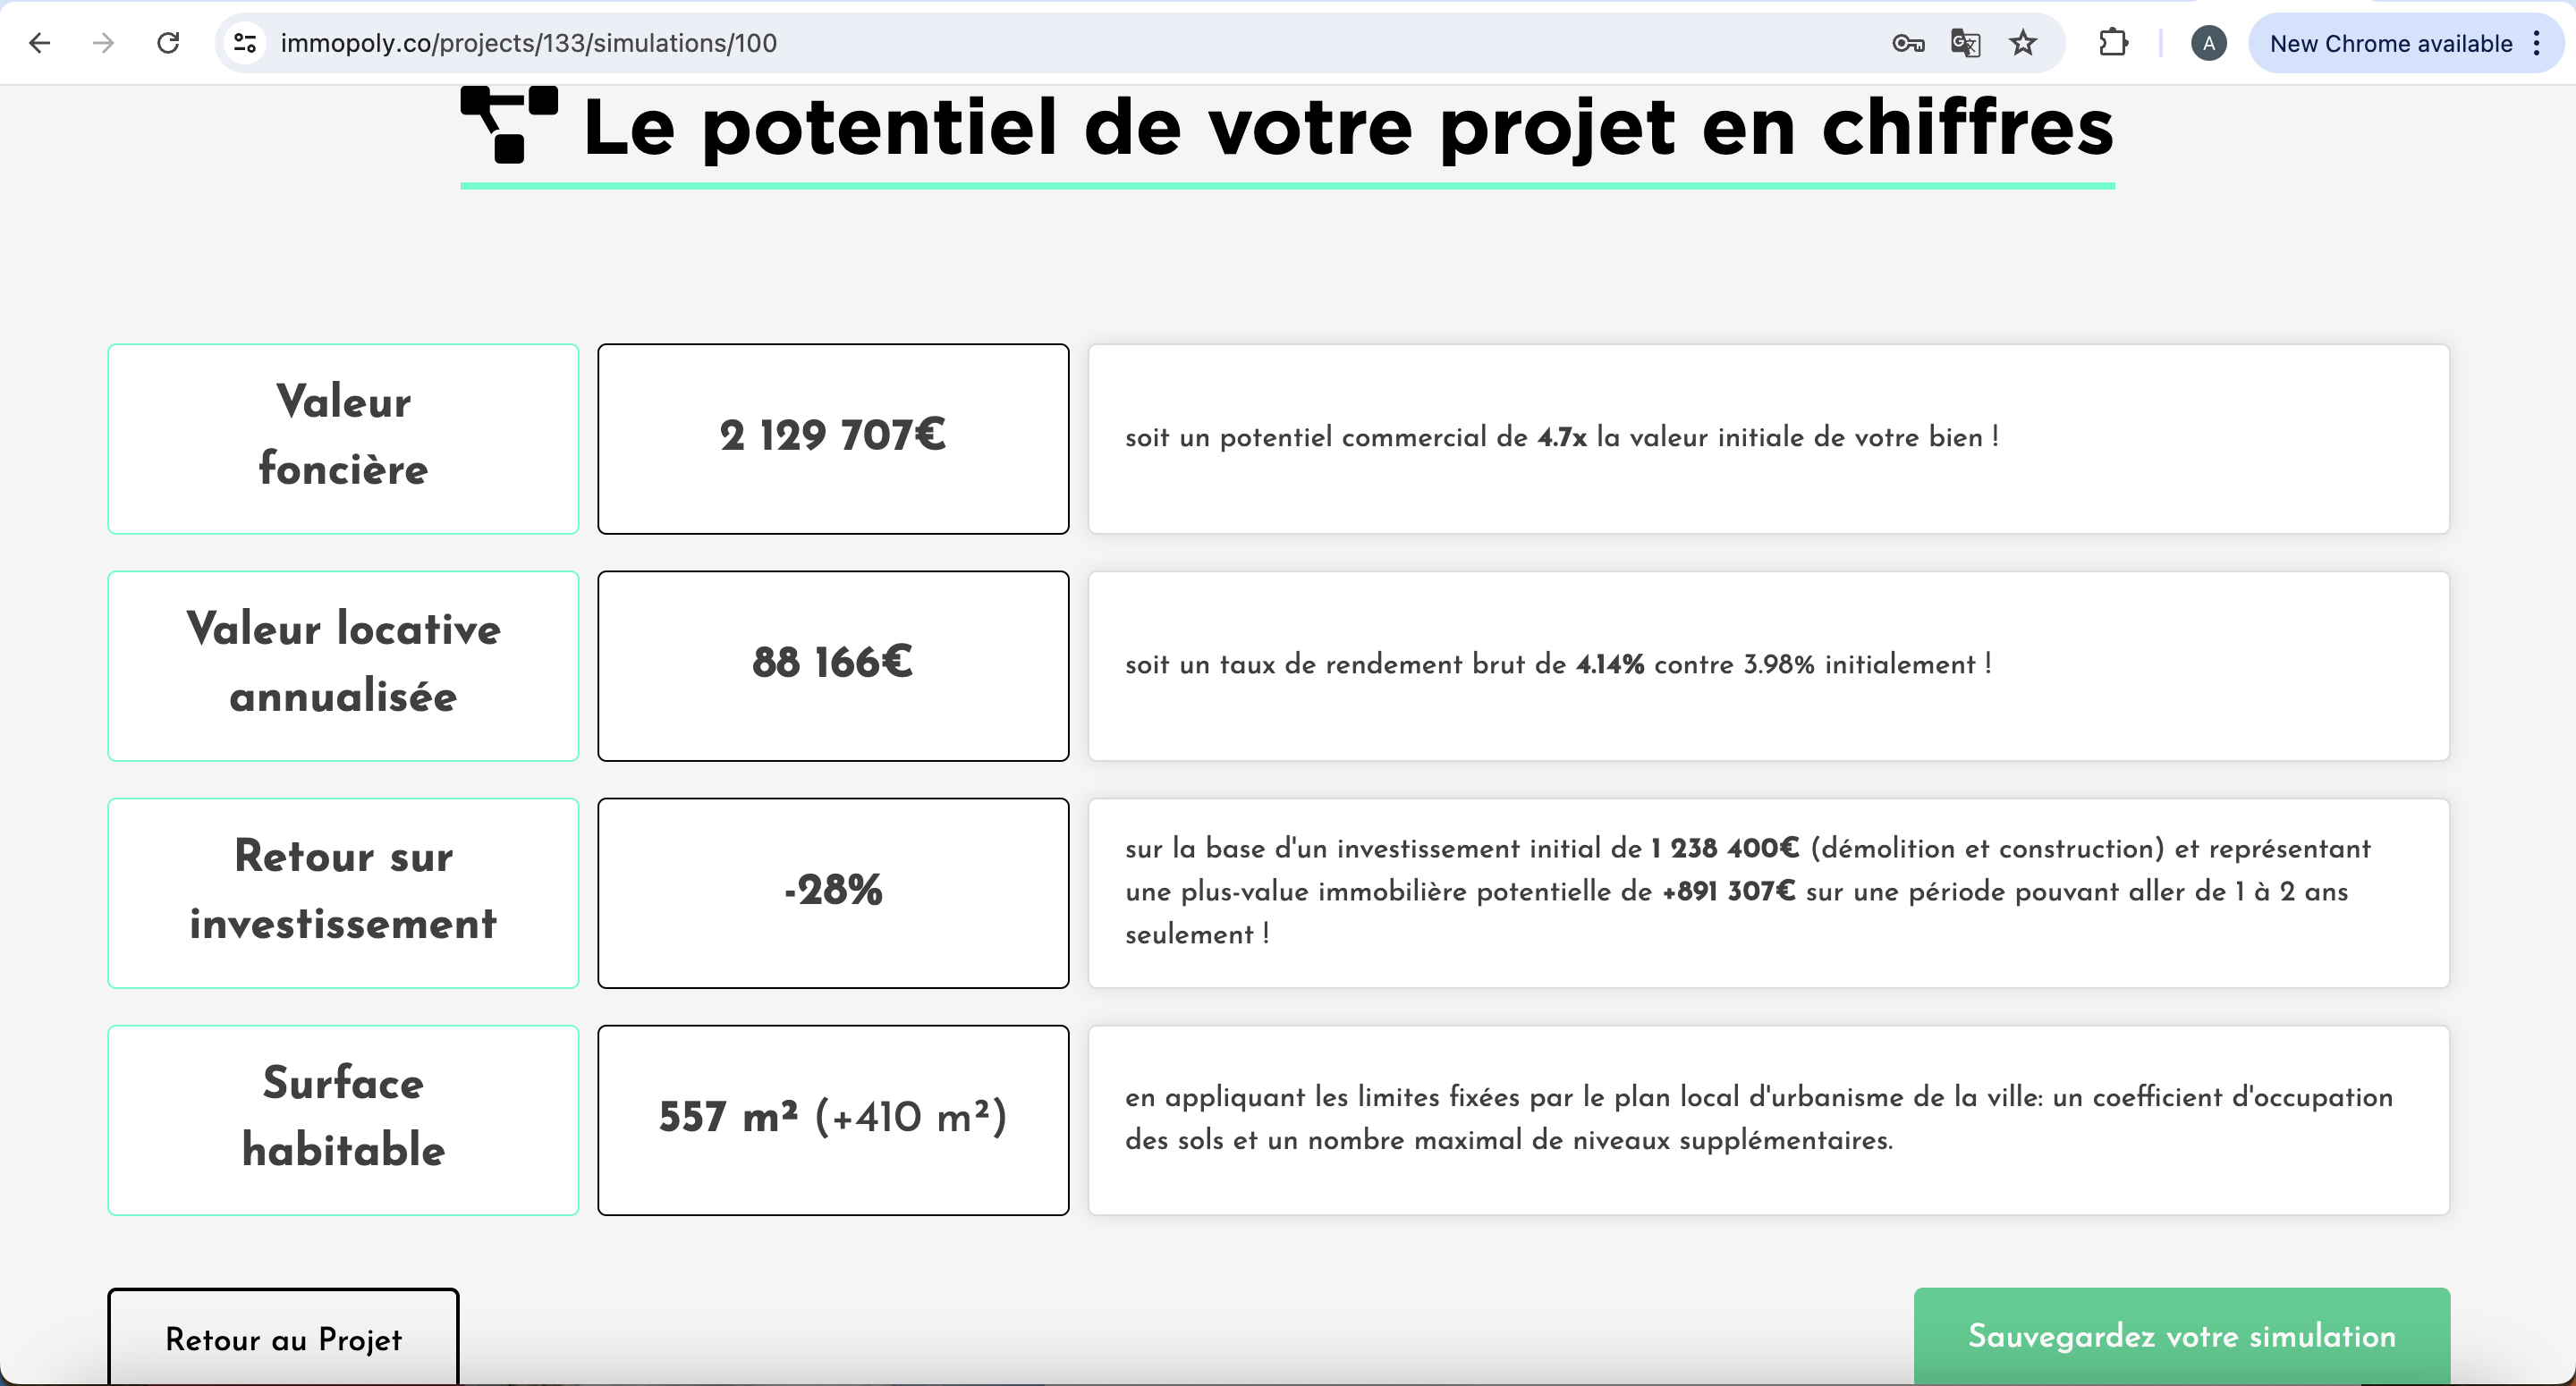 immopoly.co/projects/133/simulations/100
A
New Chrome available
Le potentiel de votre projet en chiffres
Valeur
foncière
2 129 707€
soit un potentiel commercial de 4.7x la valeur initiale de votre bien !
Valeur locative
annualisée
88 166€
soit un taux de rendement brut de 4.14% contre 3.98% initialement !
Retour sur
investissement
-28%
sur la base d'un investissement initial de 1 238 400€ (démolition et construction) et représentant
une plus-value immobilière potentielle de +891 307€ sur une période pouvant aller de 1 à 2 ans
seulement !
Surface
habitable
557 m² (+410 m²)
en appliquant les limites fixées par le plan local d'urbanisme de la ville: un coefficient d'occupation
des sols et un nombre maximal de niveaux supplémentaires.
Retour au Projet
Sauvegardez votre simulation